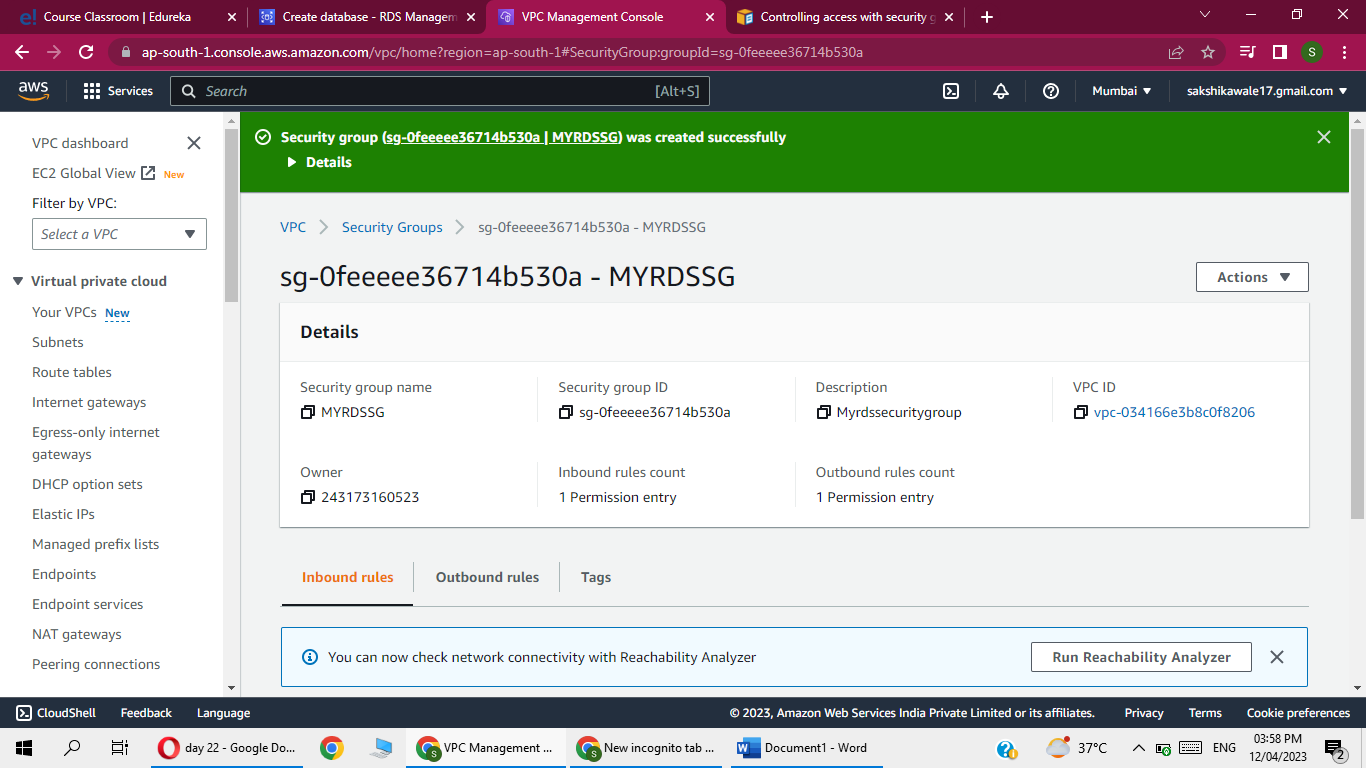 Course Classroom | Edureka
Create database - RDS Managem
VPC Management Console
Controlling access with security g
ap-south-1.console.aws.amazon.com/vpc/home?region=ap-south-1#SecurityGroup:groupId=sg-0feeeee36714b530a
S
aws
Services
Search
[Alt+S]
Mumbai
sakshikawale17.gmail.com
VPC dashboard
EC2 Global View New
Filter by VPC:
Select a VPC
Virtual private cloud
Your VPCs New
Subnets
Route tables
Internet gateways
Egress-only internet
gateways
DHCP option sets
Elastic IPs
Managed prefix lists
Endpoints
Endpoint services
NAT gateways
Peering connections
Security group (sg-0feeeee36714b530a | MYRDSSG) was created successfully
Details
VPC
Security Groups
sg-0feeeee36714b530a - MYRDSSG
sg-0feeeee36714b530a - MYRDSSG
Actions
Details
Security group name
MYRDSSG
Security group ID
sg-0feeeee36714b530a
Description
Myrdssecuritygroup
VPC ID
vpc-034166e3b8c0f8206
Owner
243173160523
Inbound rules count
1 Permission entry
Outbound rules count
1 Permission entry
Inbound rules
Outbound rules
Tags
You can now check network connectivity with Reachability Analyzer
Run Reachability Analyzer
CloudShell
Feedback
Language
© 2023, Amazon Web Services India Private Limited or its affiliates.
Privacy
Terms
Cookie preferences
day 22 - Google Do...
VPC Management ...
New incognito tab ...
Document1 - Word
37°C
ENG
03:58 PM
12/04/2023
2